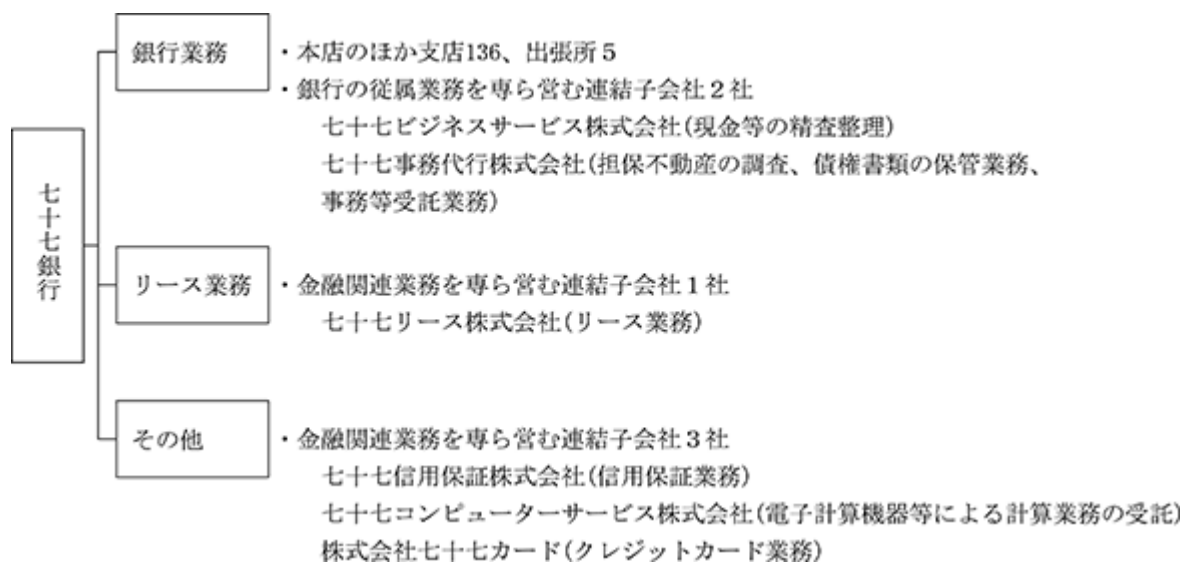 七十七銀行
銀行業務
・本店のほか支店136、出張所５
・銀行の従属業務を専ら営む連結子会社２社
七十七ビジネスサービス株式会社(現金等の精査整理)
七十七事務代行株式会社(担保不動産の調査、債権書類の保管業務、
事務等受託業務)
リース業務
・金融関連業務を専ら営む連結子会社１社
七十七リース株式会社(リース業務)
その他
・金融関連業務を専ら営む連結子会社３社
七十七信用保証株式会社(信用保証業務)
七十七コンピューターサービス株式会社(電子計算機器等による計算業務の受託)
株式会社七十七カード(クレジットカード業務)